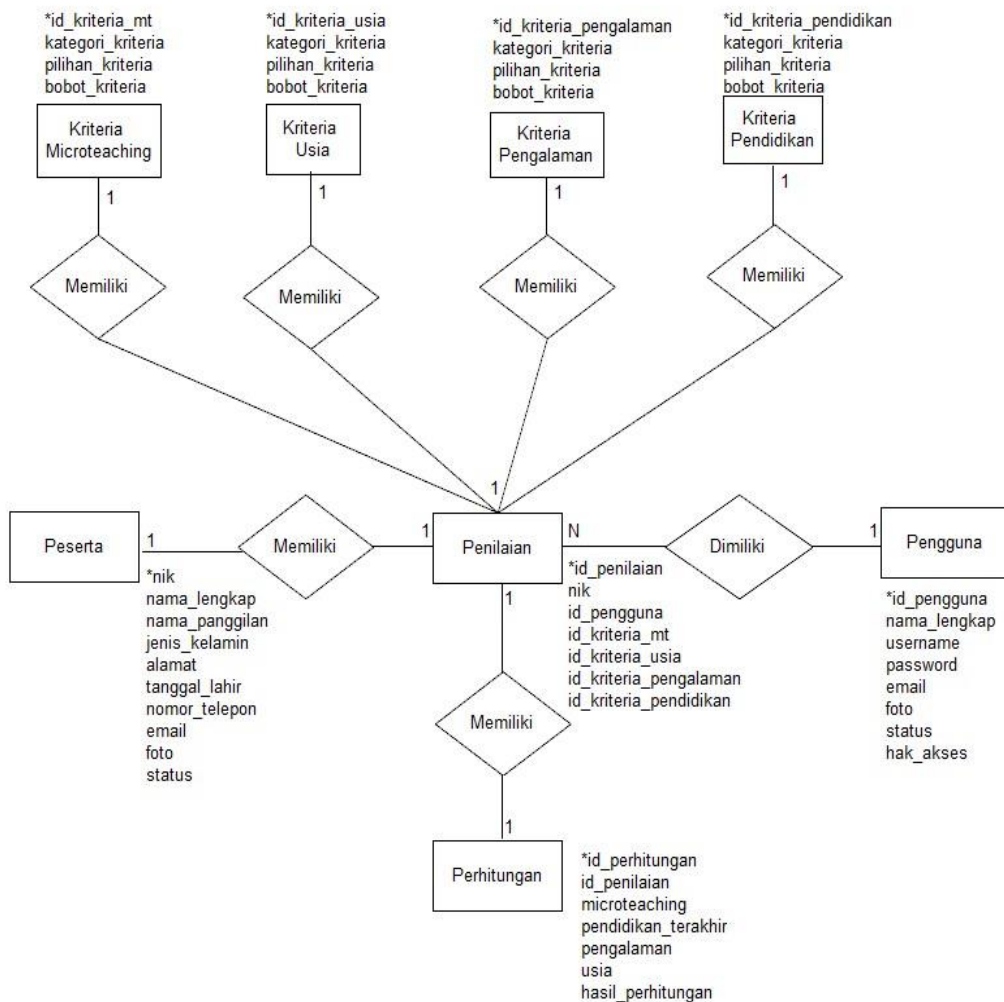 *id_kriteria_mt
kategori_kriteria
pilihan_kriteria
bobot_kriteria
*id_kriteria_usia
kategori_kriteria
pilihan_kriteria
bobot_kriteria
*id_kriteria_pengalaman
kategori_kriteria
pilihan_kriteria
bobot_kriteria
*id_kriteria_pendidikan
kategori_kriteria
pilihan_kriteria
bobot_kriteria
Kriteria
Microteaching
Kriteria
Usia
Kriteria
Pengalaman
Kriteria
Pendidikan
1
1
1
1
Memiliki
Memiliki
Memiliki
Memiliki
1
Peserta
1
Memiliki
1
Penilaian
N
Dimiliki
1
Pengguna
*nik
nama_lengkap
nama_panggilan
jenis_kelamin
alamat
tanggal_lahir
nomor_telepon
email
foto
status
1
*id_penilaian
nik
id_pengguna
id_kriteria_mt
id_kriteria_usia
id_kriteria_pengalaman
id_kriteria_pendidikan
*id_pengguna
nama_lengkap
username
password
email
foto
status
hak_akses
Memiliki
1
Perhitungan
*id_perhitungan
id_penilaian
microteaching
pendidikan_terakhir
pengalaman
usia
hasil_perhitungan